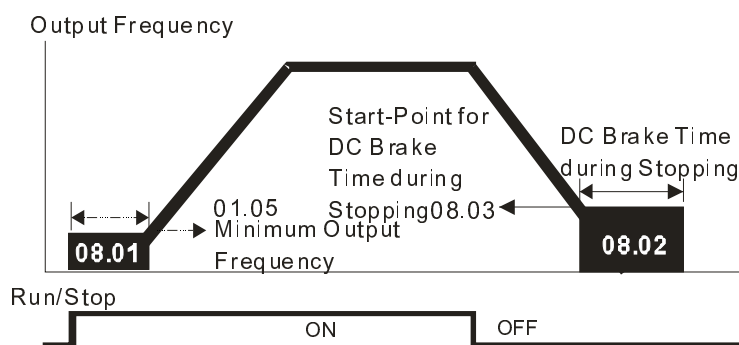 Output Frequency
Start-Point for
DC Brake
Time during
Stopping08.03
DC Brake Time
during Stopping
01.05
Minimum Output
Frequency
08.01
08.02
Run/Stop
ON
OFF